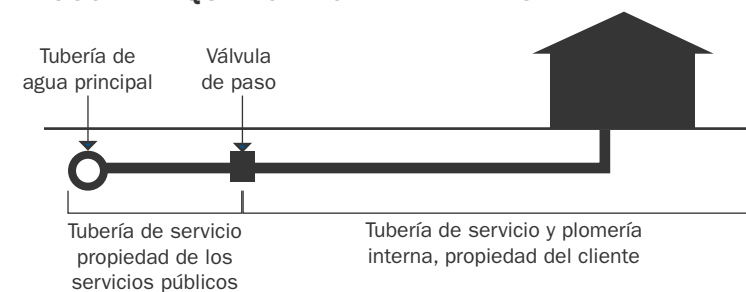 Tubería de
agua principal
Válvula
de paso
Tubería de servicio
propiedad de los
servicios públicos
Tubería de servicio y plomería
interna, propiedad del cliente